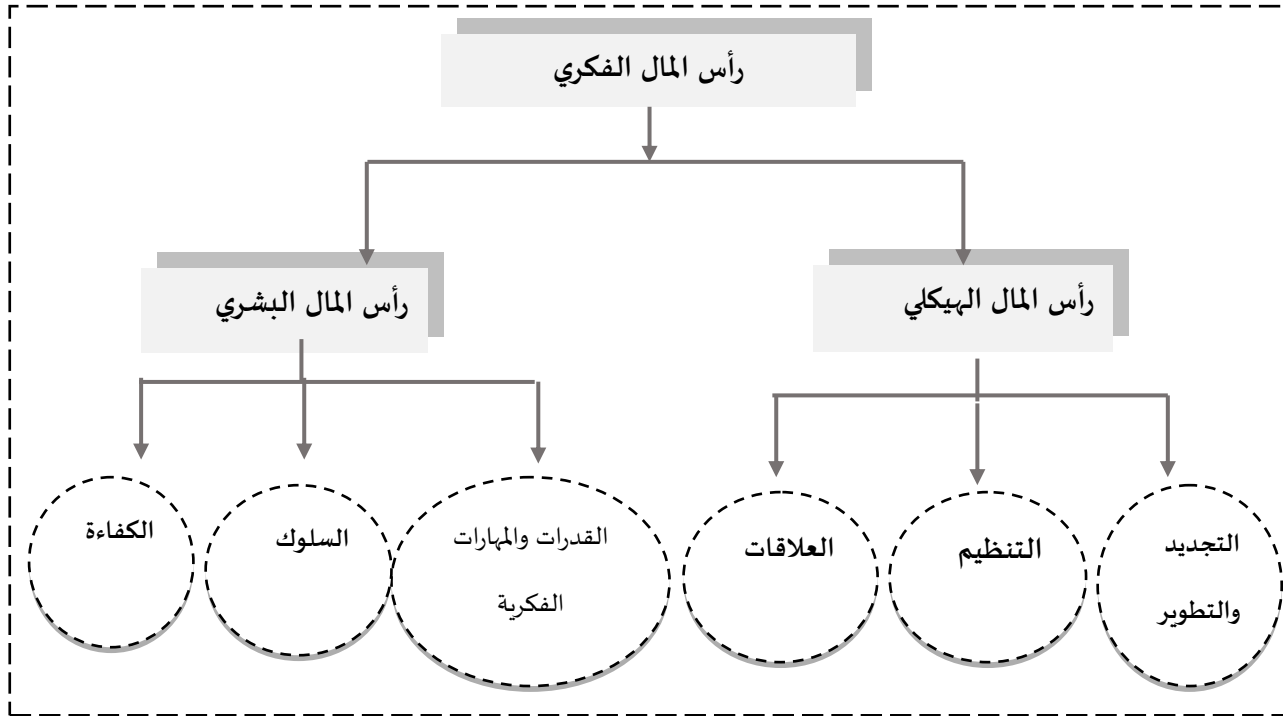 رأس المال الفكري
رأس المال الهيكلي
رأس المال البشري
التجديد
والتطوير
التنظيم
العلاقات
القدرات والمهارات
الفكرية
السلوك
الكفاءة